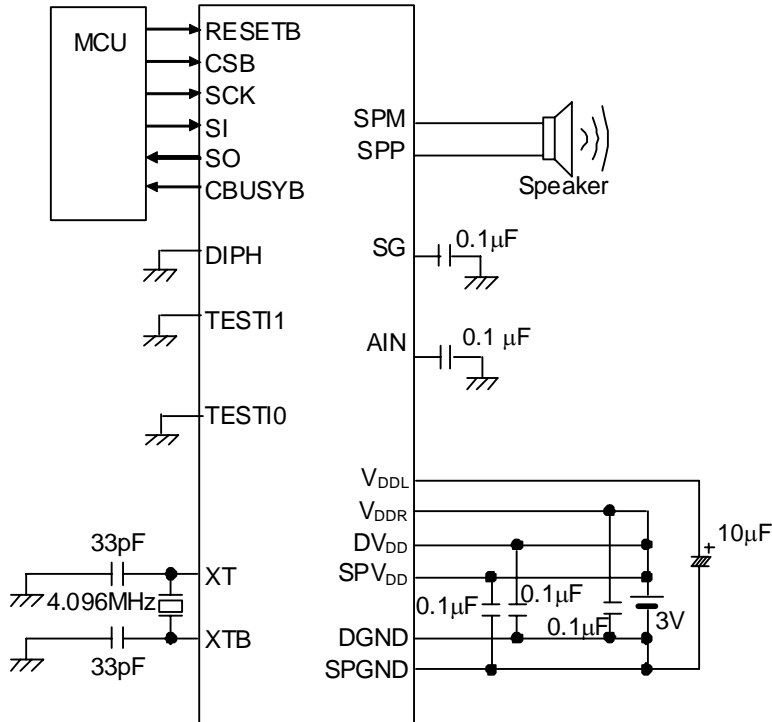 MCU
RESETB
CSB
SCK
SI
SO
CBUSYB
DIPH
TESTI1
TESTI0
33pF
XT
4.096MHz
XTB
33pF
SPM
SPP
Speaker
SG
0.1μF
AIN
0.1 μF
VDDL
VDDR
DVDD
SPVDD
DGND
SPGND
0.1μF
0.1μF
0.1μF
3V
+
10μF